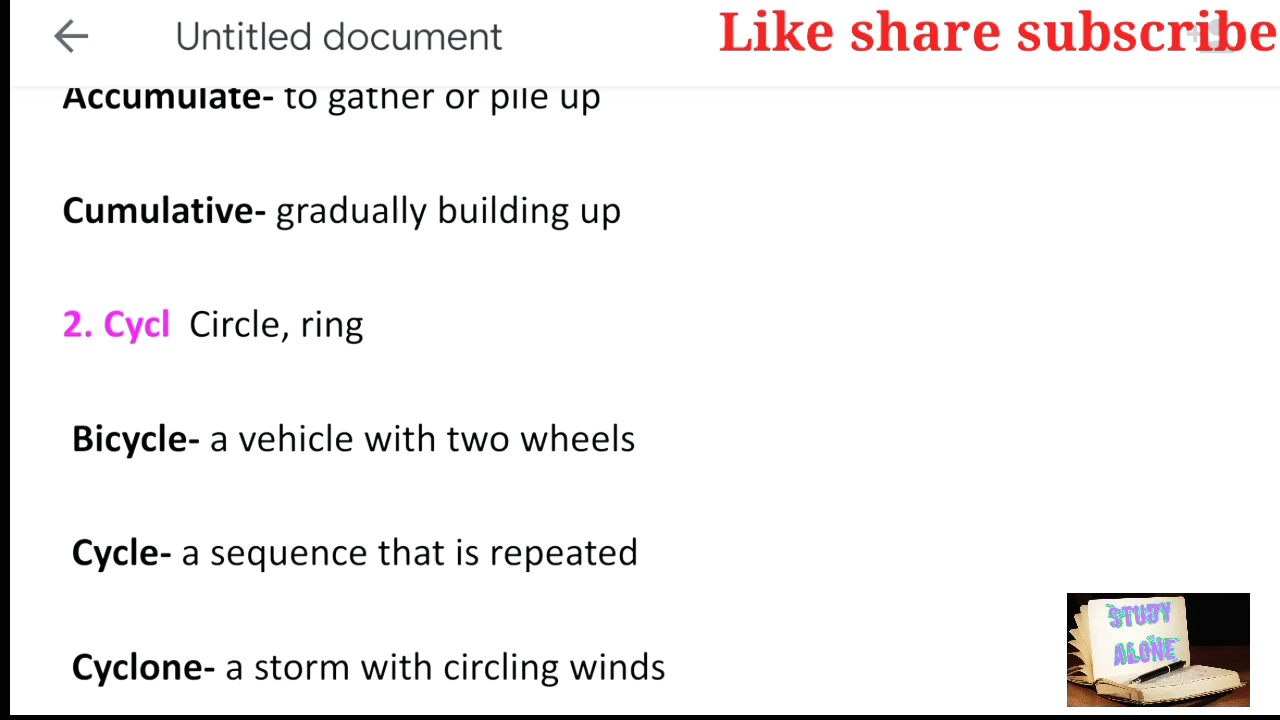 Untitled document
Like share subscribe
Accumulate- to gather or pile up
Cumulative- gradually building up
2. Cycl Circle, ring
Bicycle- a vehicle with two wheels
Cycle- a sequence that is repeated
Cyclone- a storm with circling winds
STUDY
ALONE